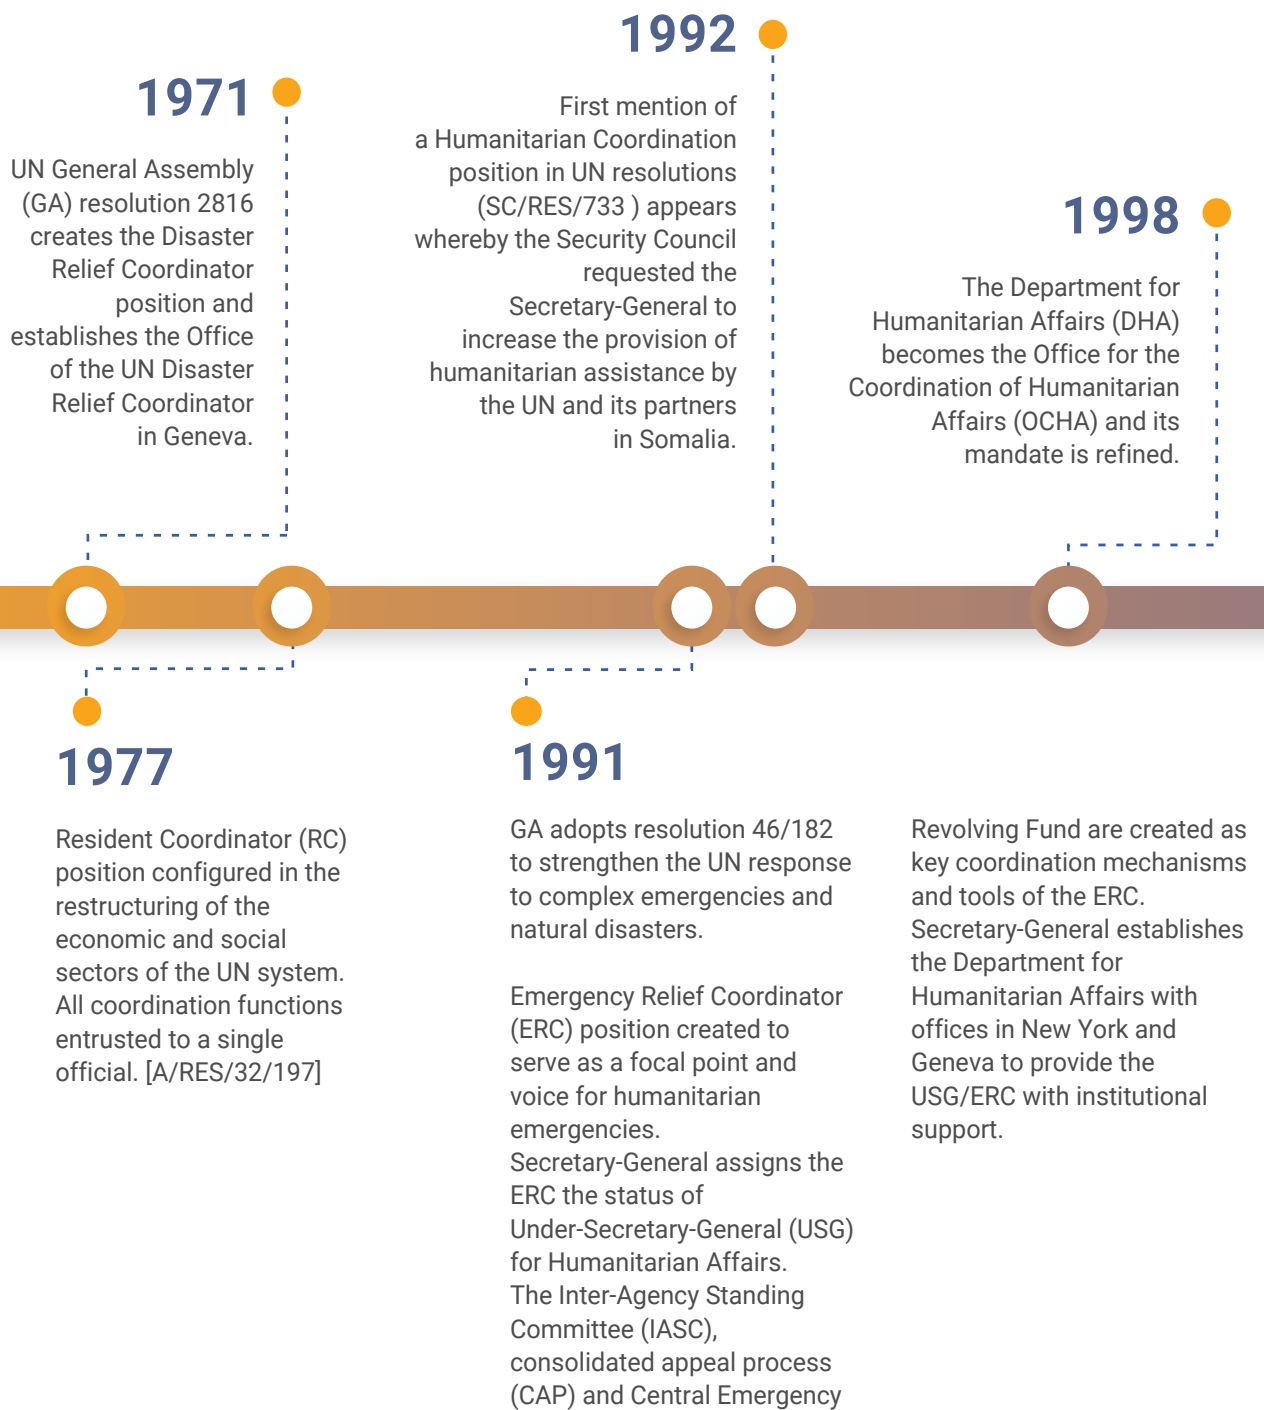 1971
UN General Assembly
(GA) resolution 2816
creates the Disaster
Relief Coordinator
position and
establishes the Office
of the UN Disaster
Relief Coordinator
in Geneva.
1977
Resident Coordinator (RC)
position configured in the
restructuring of the
economic and social
sectors of the UN system.
All coordination functions
entrusted to a single
official. [A/RES/32/197]
1991
GA adopts resolution 46/182
to strengthen the UN response
to complex emergencies and
natural disasters.
Emergency Relief Coordinator
(ERC) position created to
serve as a focal point and
voice for humanitarian
emergencies.
Secretary-General assigns the
ERC the status of
Under-Secretary-General (USG)
for Humanitarian Affairs.
The Inter-Agency Standing
Committee (IASC),
consolidated appeal process
(CAP) and Central Emergency
Revolving Fund are created as
key coordination mechanisms
and tools of the ERC.
Secretary-General establishes
the Department for
Humanitarian Affairs with
offices in New York and
Geneva to provide the
USG/ERC with institutional
support.
1992
First mention of
a Humanitarian Coordination
position in UN resolutions
(SC/RES/733 ) appears
whereby the Security Council
requested the
Secretary-General to
increase the provision of
humanitarian assistance by
the UN and its partners
in Somalia.
1998
The Department for
Humanitarian Affairs (DHA)
becomes the Office for the
Coordination of Humanitarian
Affairs (OCHA) and its
mandate is refined.